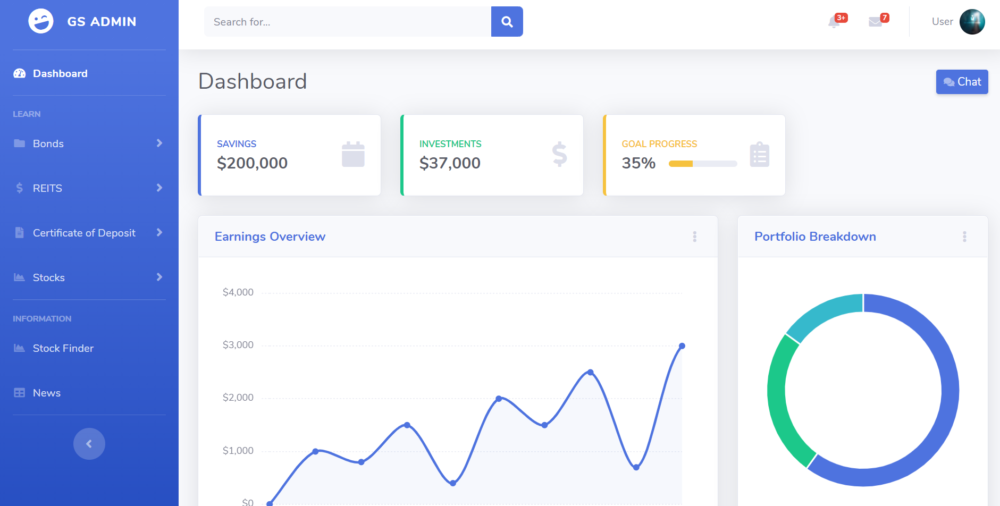 GS ADMIN
Search for...
3+
7
User
Dashboard
LEARN
Bonds
REITS
Certificate of Deposit
Stocks
INFORMATION
Stock Finder
News
Dashboard
Chat
SAVINGS
$200,000
INVESTMENTS
$37,000
GOAL PROGRESS
35%
Earnings Overview
$4,000
$3,000
$2,000
$1,000
$0
Portfolio Breakdown